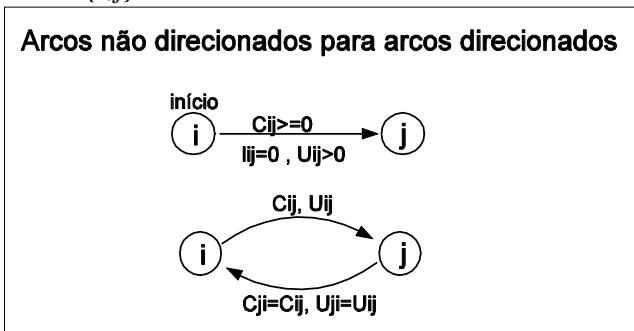 Arcos não direcionados para arcos direcionados
início
i
Cij>=0
j
lij=0 , Uij>0
Cij, Uij
i
j
Cji=Cij, Uji=Uij